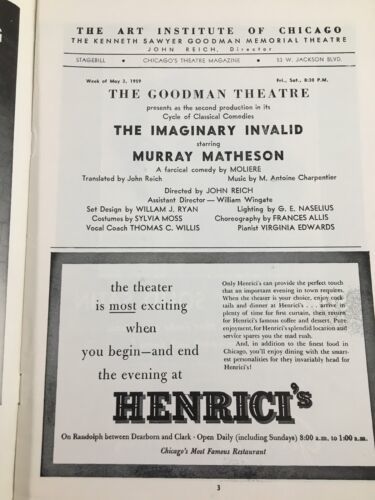 THE ART INSTITUTE OF CHICAGO
THE KENNETH SAWYER GOODMAN MEMORIAL THEATRE
JOHN REICH, Director
STAGEBILL CHICAGO'S THEATRE MAGAZINE 53 W. JACKSON BLVD.
Week of May 3, 1959 Fri., Sat., 8:30 P.M.
THE GOODMAN THEATRE
presents as the second production in its
Cycle of Classical Comedies
THE IMAGINARY INVALID
starring
MURRAY MATHESON
A farcical comedy by MOLIERE
Translated by John Reich Music by M. Antoine Charpentier
Directed by JOHN REICH
Assistant Director — William Wingate
Set Design by WILLAM J. RYAN Lighting by G. E. NASELIUS
Costumes by SYLVIA MOSS Choreography by FRANCES ALLIS
Vocal Coach THOMAS C. WILLIS Pianist VIRGINIA EDWARDS
the theater
is most exciting
when
you begin—and end
the evening at
Only Henrici's can provide the perfect touch
that an important evening in town requires.
When the theater is your choice, enjoy cock-
tails and dinner at Henrici's . . . arrive in
plenty of time for first curtain, then return
for Henrici's famous coffee and dessert. Pure
enjoyment, for Henrici's splendid location and
service spares you the mad rush.
And, in addition to the finest food in
Chicago, you'll enjoy dining with the smart-
est personalities for they invariably head for
Henrici's!
HENRICI's
On Randolph between Dearborn and Clark · Open Daily (including Sundays) 8:00 a.m. to 1:00 a.m.
Chicago's Most Famous Restaurant
3